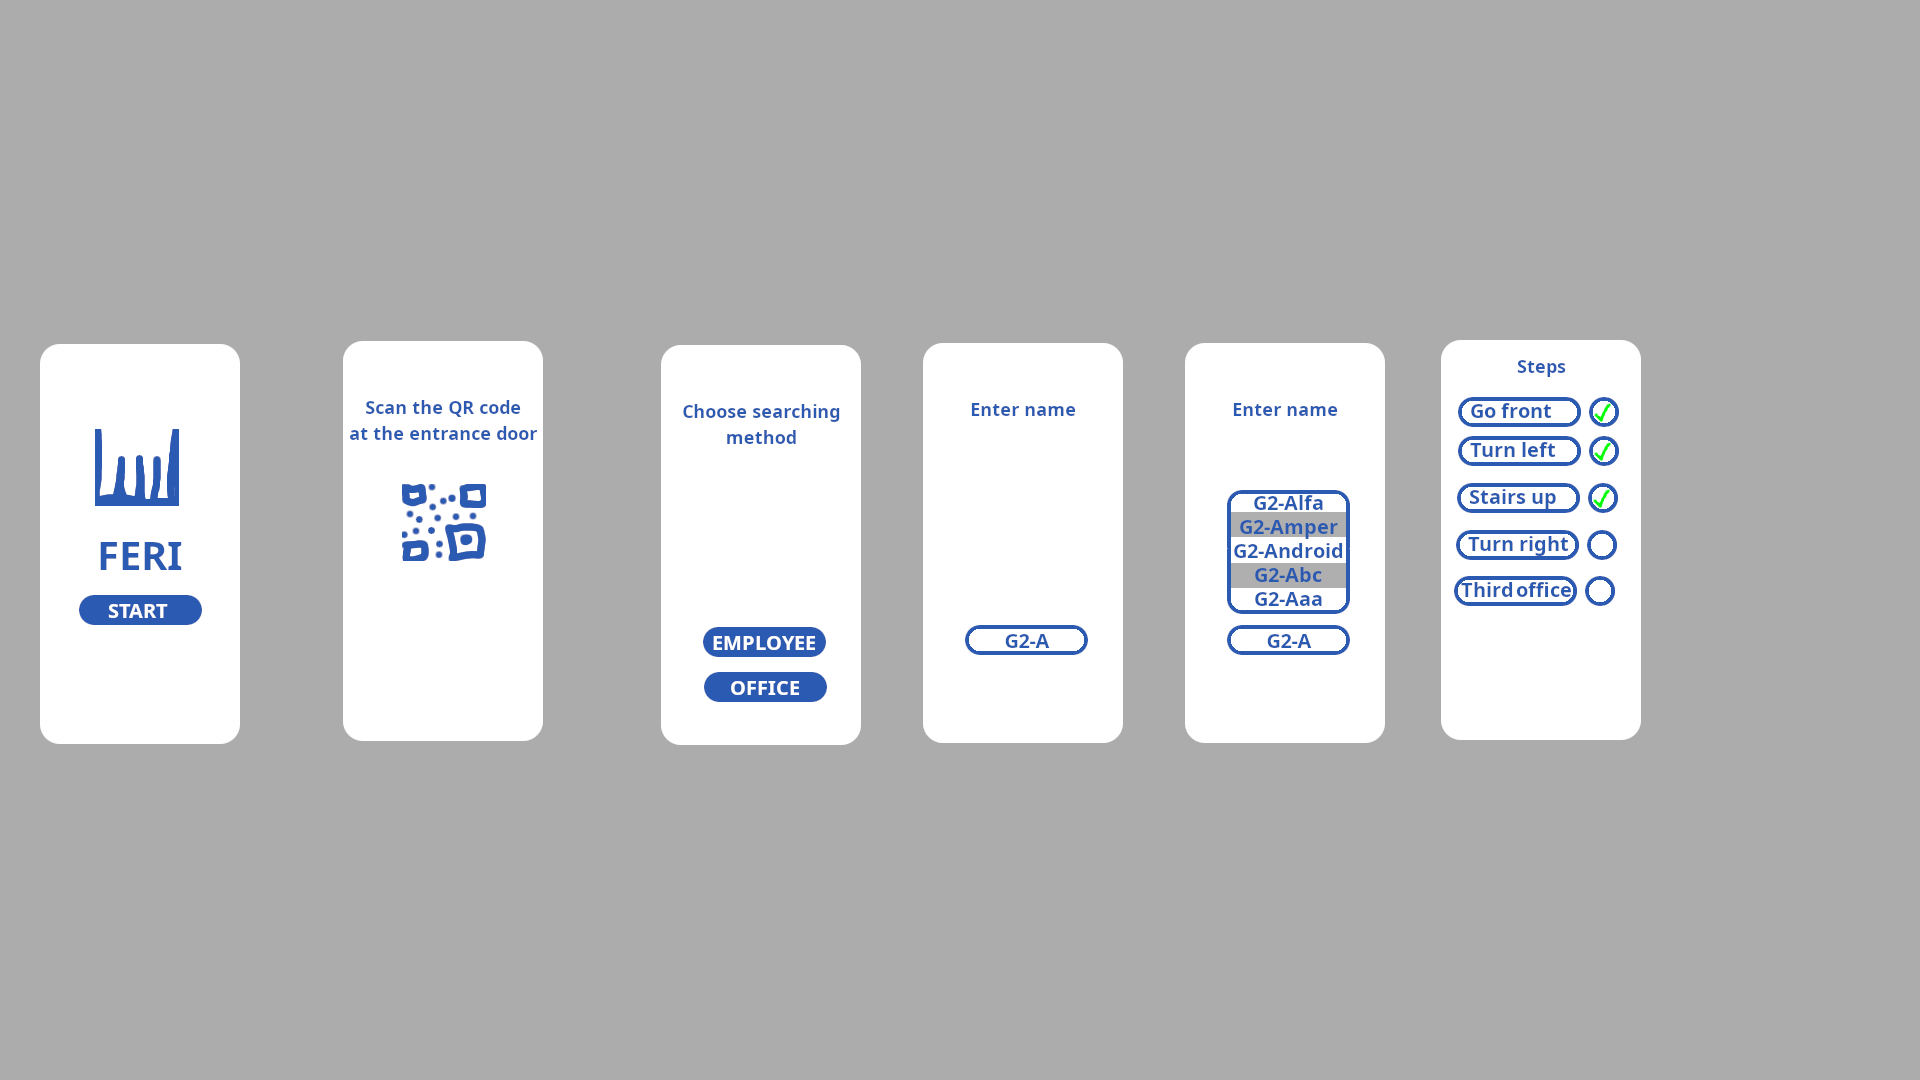 FERI
START
Scan the QR code
at the entrance door
Choose searching
method
EMPLOYEE
OFFICE
Enter name
G2-A
Enter name
G2-Alfa
G2-Amper
G2-Android
G2-Abc
G2-Aaa
G2-A
Steps
Go front
Turn left
Stairs up
Turn right
Third office